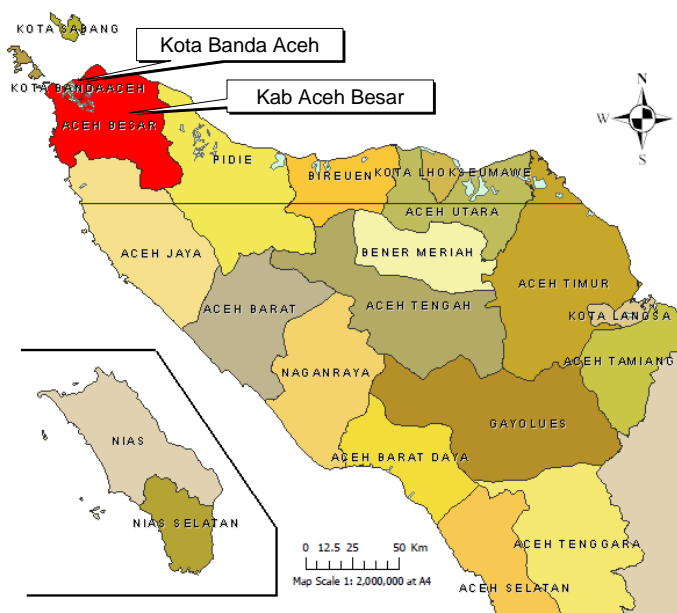 KOTA SABANG
Kota Banda Aceh
KOTA BANDAACEH
Kab Aceh Besar
ACEH BESAR
N
W
E
S
PIDIE
BIREUEN
KOTA LHOKSEUMAWE
ACEH UTARA
ACEH JAYA
BENER MERIAH
ACEH TIMUR
ACEH BARAT
ACEH TENGAH
KOTA LANGSA
ACEH TAMIANG
NAGANRAYA
GAYOLUES
NIAS
ACEH BARAT DAYA
NIAS SELATAN
ACEH TENGGARA
0 12.5 25 50 Km
Map Scale 1: 2,000,000 at A4
ACEH SELATAN